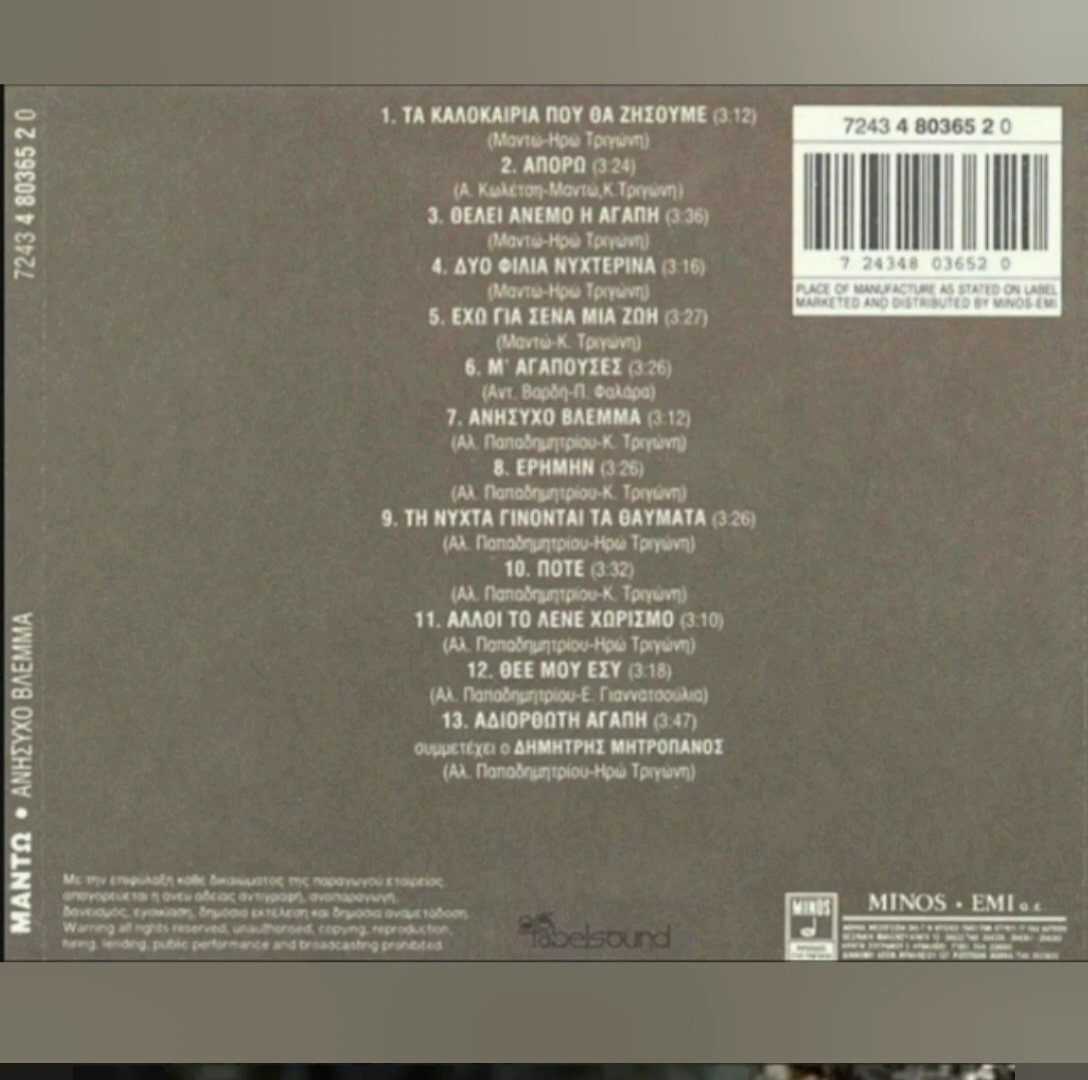 7243 4 80365 2 0
ΜΑΝΤΩ • ΑΝΗΣΥΧΟ ΒΛΕΜΜΑ
1. ΤΑ ΚΑΛΟΚΑΙΡΙΑ ΠΟΥ ΘΑ ΖΗΣΟΥΜΕ (3:12)
(Μαντώ-Ηρώ Τριγώνη)
2. ΑΠΟΡΩ (3:24)
(Α. Κωλέτση-Μαντώ,Κ.Τριγώνη)
3. ΘΕΛΕΙ ΑΝΕΜΟ Η ΑΓΑΠΗ (3:36)
(Μαντώ-Ηρώ Τριγώνη)
4. ΔΥΟ ΦΙΛΙΑ ΝΥΧΤΕΡΙΝΑ (3:16)
(Μαντώ-Ηρώ Τριγώνη)
5. ΕΧΩ ΓΙΑ ΣΕΝΑ ΜΙΑ ΖΩΗ (3:27)
(Μαντώ-Κ. Τριγώνη)
6. Μ' ΑΓΑΠΟΥΣΕΣ (3:26)
(Αντ. Βαρδή-Π. Φαλάρα)
7. ΑΝΗΣΥΧΟ ΒΛΕΜΜΑ (3:12)
(Αλ. Παπαδημητρίου-Κ. Τριγώνη)
8. ΕΡΗΜΗΝ (3:26)
(Αλ. Παπαδημητρίου-Κ. Τριγώνη)
9. ΤΗ ΝΥΧΤΑ ΓΙΝΟΝΤΑΙ ΤΑ ΘΑΥΜΑΤΑ (3:26)
(Αλ. Παπαδημητρίου-Ηρώ Τριγώνη)
10. ΠΟΤΕ (3:32)
(Αλ. Παπαδημητρίου-Κ. Τριγώνη)
11. ΑΛΛΟΙ ΤΟ ΛΕΝΕ ΧΩΡΙΣΜΟ (3:10)
(Αλ. Παπαδημητρίου-Ηρώ Τριγώνη)
12. ΘΕΕ ΜΟΥ ΕΣΥ (3:18)
(Αλ. Παπαδημητρίου-Ε. Γιαννατσούλια)
13. ΑΔΙΟΡΘΩΤΗ ΑΓΑΠΗ (3:47)
συμμετέχει ο ΔΗΜΗΤΡΗΣ ΜΗΤΡΟΠΑΝΟΣ
(Αλ. Παπαδημητρίου-Ηρώ Τριγώνη)
7243 4 80365 2 0
7 24348 03652 0
PLACE OF MANUFACTURE AS STATED ON LABEL
MARKETED AND DISTRIBUTED BY MINOS-EMI
Με την επιφύλαξη κάθε δικαιώματος της παραγωγού εταιρείας,
απαγορεύεται η άνευ αδείας αντιγραφή, αναπαραγωγή,
δανεισμός, ενοικίαση, δημόσια εκτέλεση και δημόσια αναμετάδοση.
Warning all rights reserved, unauthorised, copying, reproduction,
hiring, lending, public performance and broadcasting prohibited.
labelsound
MINOS
MINOS • EMI α.ε.